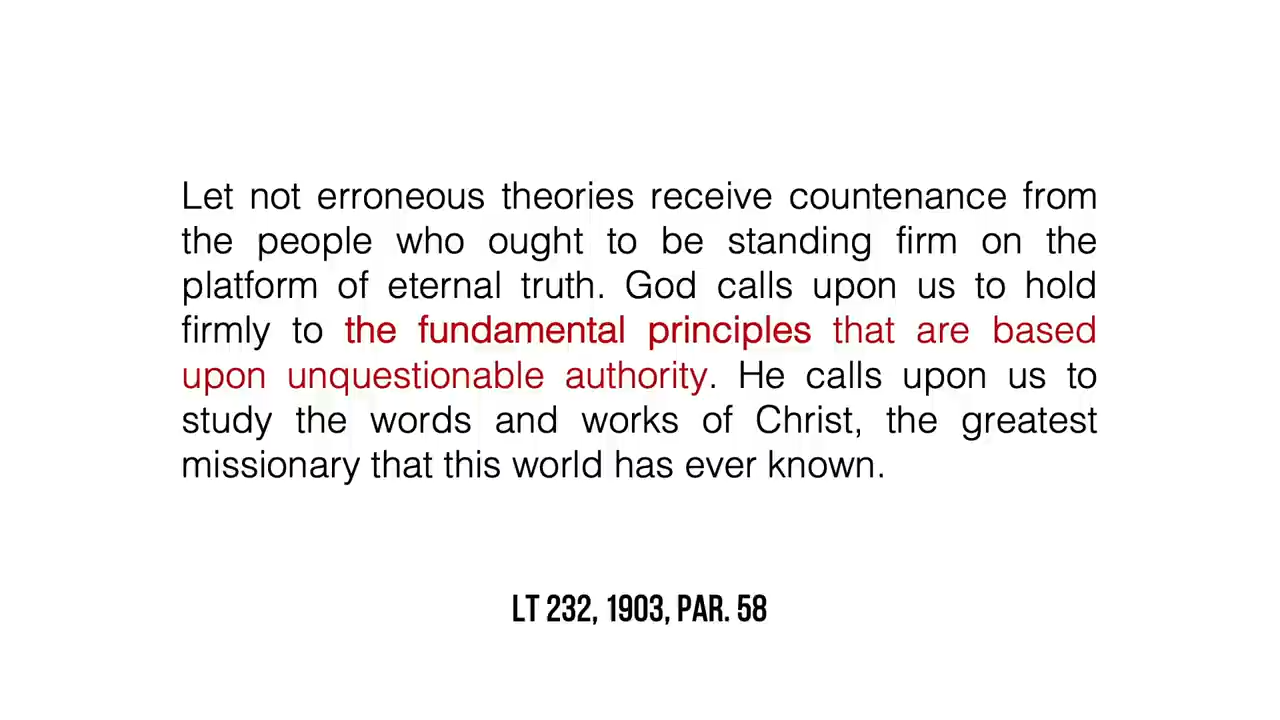 Let not erroneous theories receive countenance from
the people who ought to be standing firm on the
platform of eternal truth. God calls upon us to hold
firmly to the fundamental principles that are based
upon unquestionable authority. He calls upon us to
study the words and works of Christ, the greatest
missionary that this world has ever known.
LT 232, 1903, PAR. 58